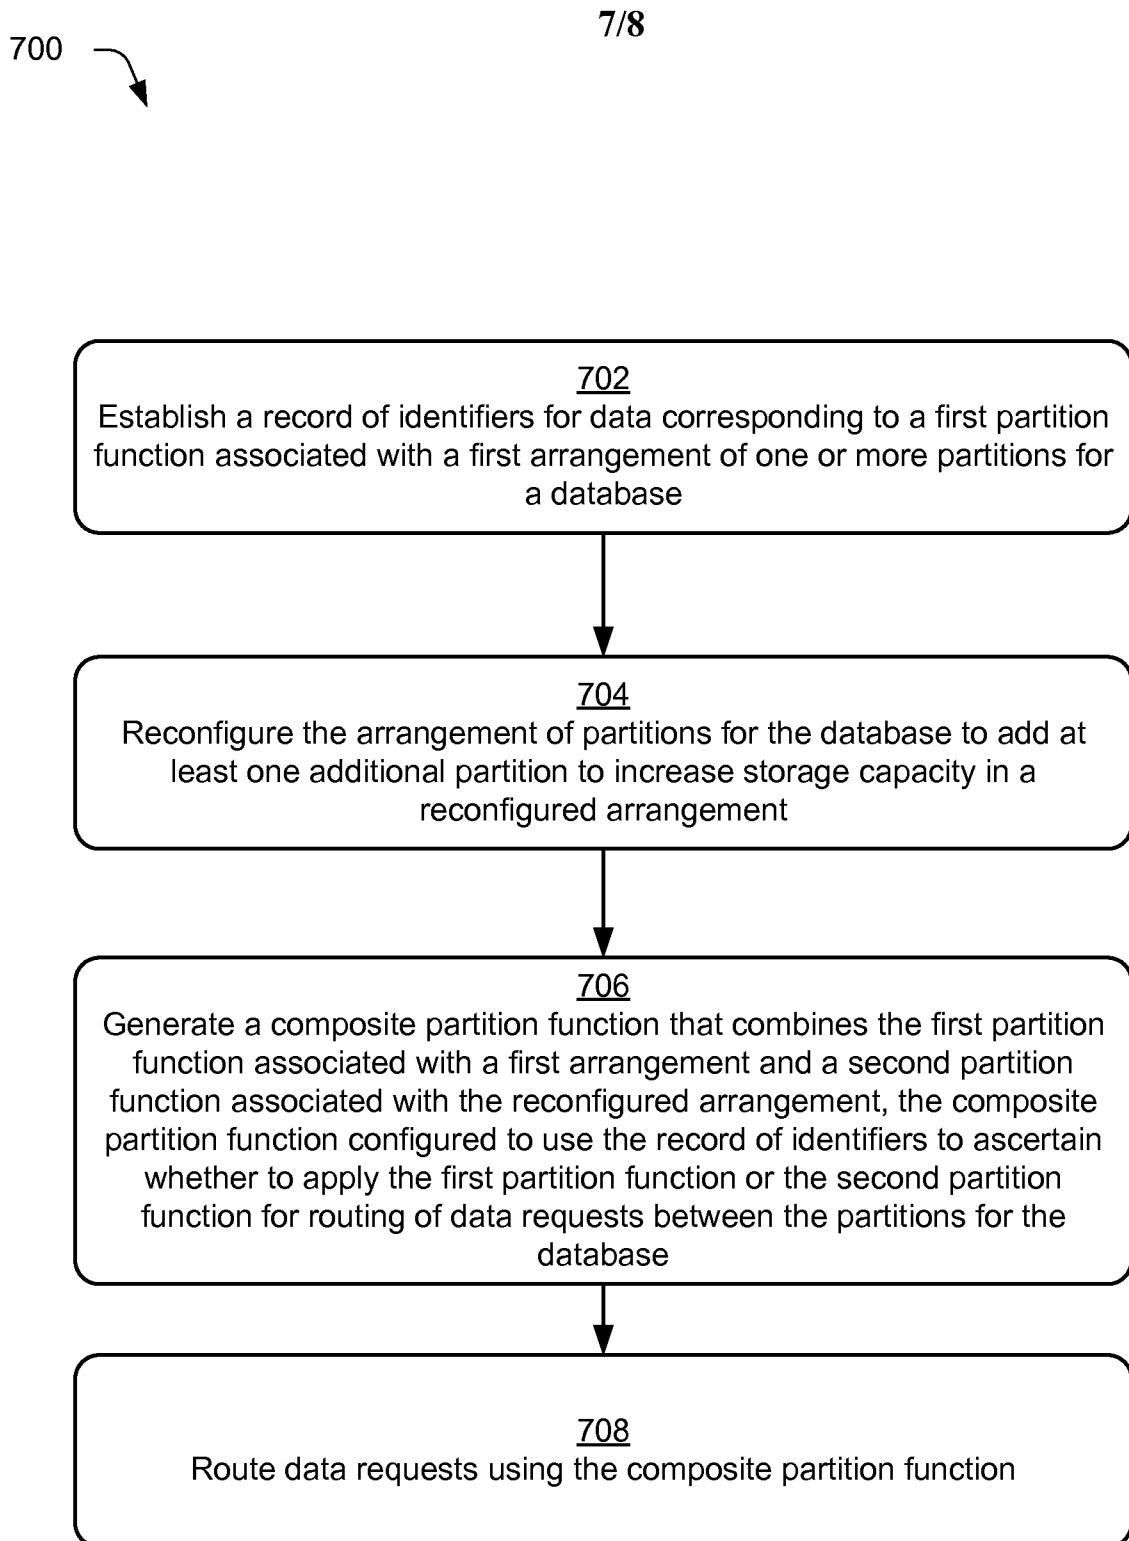 7/8
700
702
Establish a record of identifiers for data corresponding to a first partition
function associated with a first arrangement of one or more partitions for
a database
704
Reconfigure the arrangement of partitions for the database to add at
least one additional partition to increase storage capacity in a
reconfigured arrangement
706
Generate a composite partition function that combines the first partition
function associated with a first arrangement and a second partition
function associated with the reconfigured arrangement, the composite
partition function configured to use the record of identifiers to ascertain
whether to apply the first partition function or the second partition
function for routing of data requests between the partitions for the
database
708
Route data requests using the composite partition function